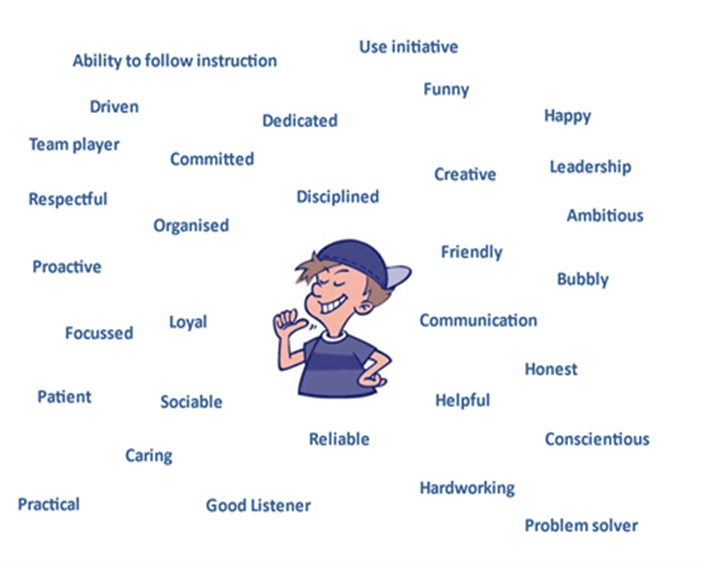 Use initiative
Ability to follow instruction
Funny
Driven
Happy
Dedicated
Team player
Committed
Leadership
Creative
Respectful
Disciplined
Ambitious
Organised
Friendly
Proactive
Bubbly
Communication
Loyal
Focussed
Honest
Patient
Helpful
Sociable
Reliable
Conscientious
Caring
Hardworking
Practical
Good Listener
Problem solver